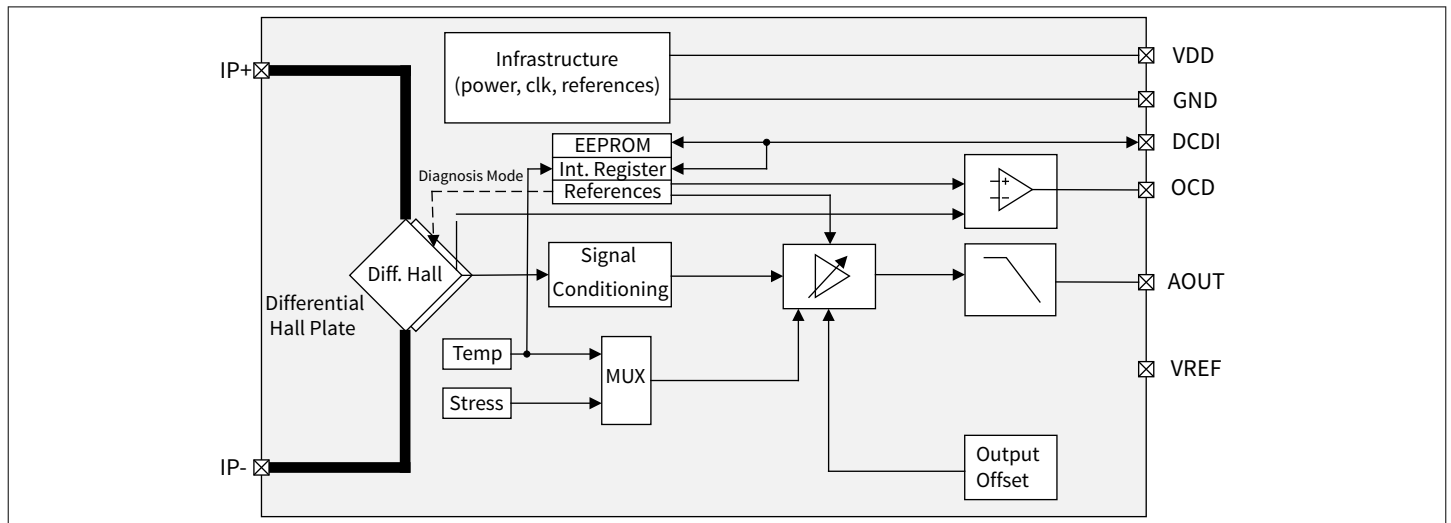 IP+
Infrastructure
(power, clk, references)
VDD
GND
EEPROM
DCDI
Int. Register
Diagnosis Mode
References
+
OCD
Diff. Hall
Signal
Conditioning
AOUT
Differential
Hall Plate
Temp
MUX
VREF
Stress
Output
Offset
IP-